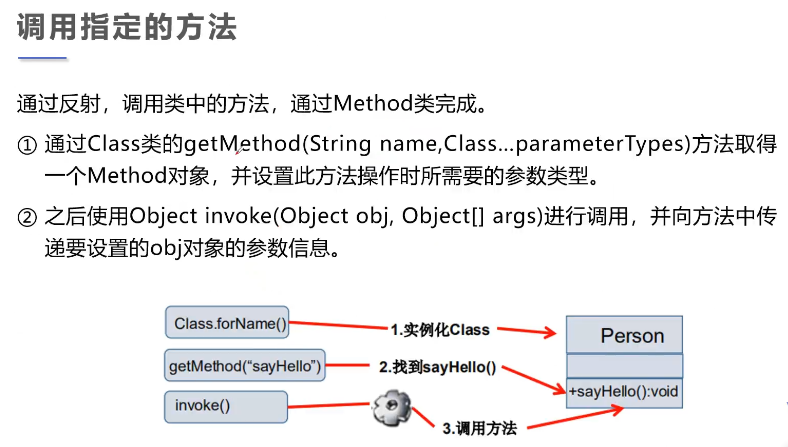 调用指定的方法
通过反射，调用类中的方法，通过Method类完成。
① 通过Class类的getMethod(String name,Class…parameterTypes)方法取得
一个Method对象，并设置此方法操作时所需要的参数类型。
② 之后使用Object invoke(Object obj, Object[] args)进行调用，并向方法中传
递要设置的obj对象的参数信息。
Class.forName()
1.实例化Class
Person
getMethod(“sayHello”)
2.找到sayHello()
+sayHello():void
invoke()
3.调用方法